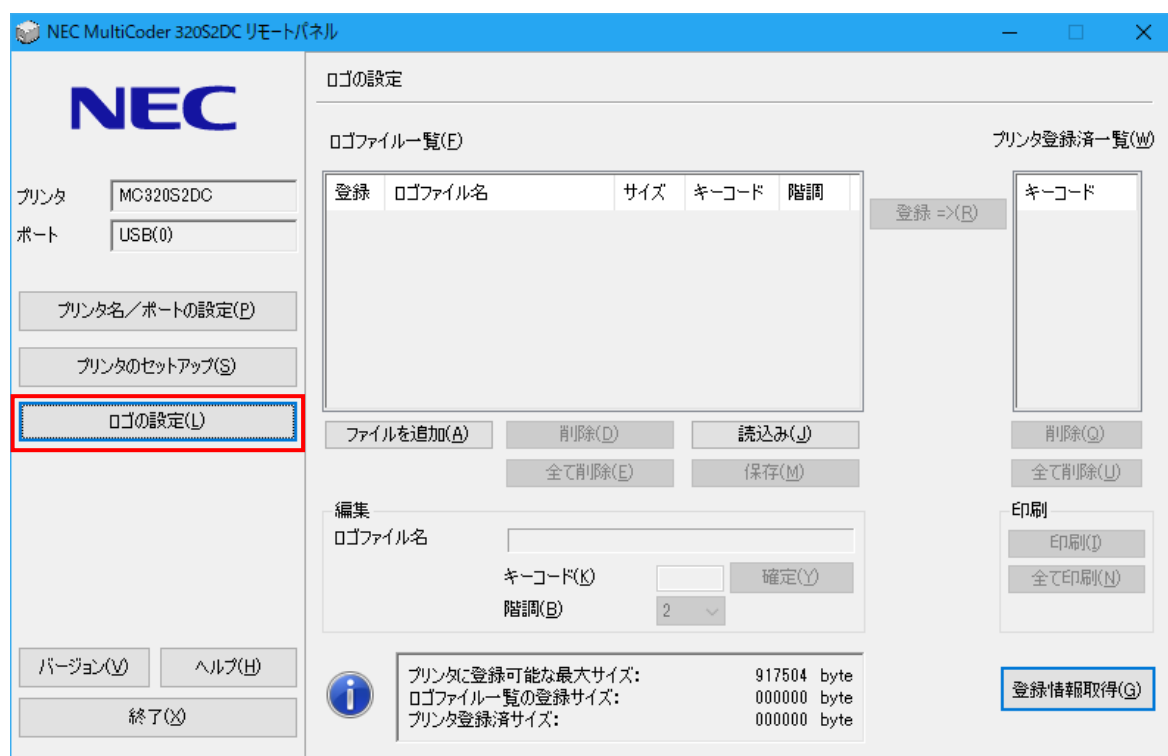 NEC MultiCoder 320S2DC リモートパネル
NEC
プリンタ MC320S2DC
ポート USB(0)
プリンタ名／ポートの設定(P)
プリンタのセットアップ(S)
ロゴの設定(L)
バージョン(V) ヘルプ(H)
終了(X)
ロゴの設定
ロゴファイル一覧(F)
プリンタ登録済一覧(W)
登録 ロゴファイル名 サイズ キーコード 階調
登録 =>(R)
キーコード
ファイルを追加(A) 削除(D) 読込み(J)
全て削除(E) 保存(M)
削除(Q)
全て削除(U)
編集
ロゴファイル名
キーコード(K) 確定(Y)
階調(B) 2
印刷
印刷(I)
全て印刷(N)
プリンタに登録可能な最大サイズ: 917504 byte
ロゴファイル一覧の登録サイズ: 000000 byte
プリンタ登録済サイズ: 000000 byte
登録情報取得(G)